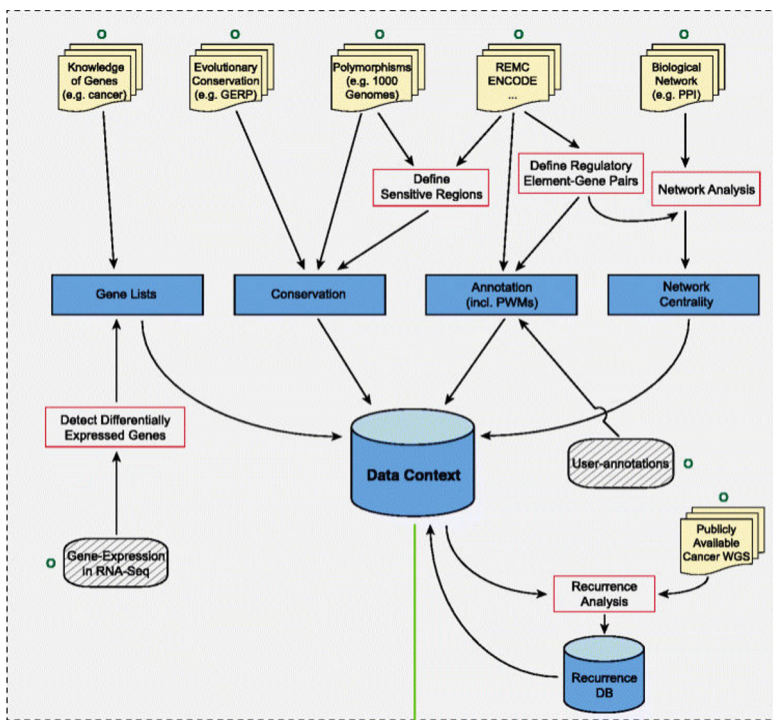 O
O
O
O
O
Knowledge
of Genes
(e.g. cancer)
Evolutionary
Conservation
(e.g. GERP)
Polymorphisms
(e.g. 1000
Genomes)
REMC
ENCODE
...
Biological
Network
(e.g. PPI)
Define
Sensitive Regions
Define Regulatory
Element-Gene Pairs
Network Analysis
Gene Lists
Conservation
Annotation
(incl. PWMs)
Network
Centrality
Detect Differentially
Expressed Genes
Data Context
User-annotations
O
O
Publicly
Available
Cancer WGS
O
Gene-Expression
in RNA-Seq
Recurrence
Analysis
Recurrence
DB